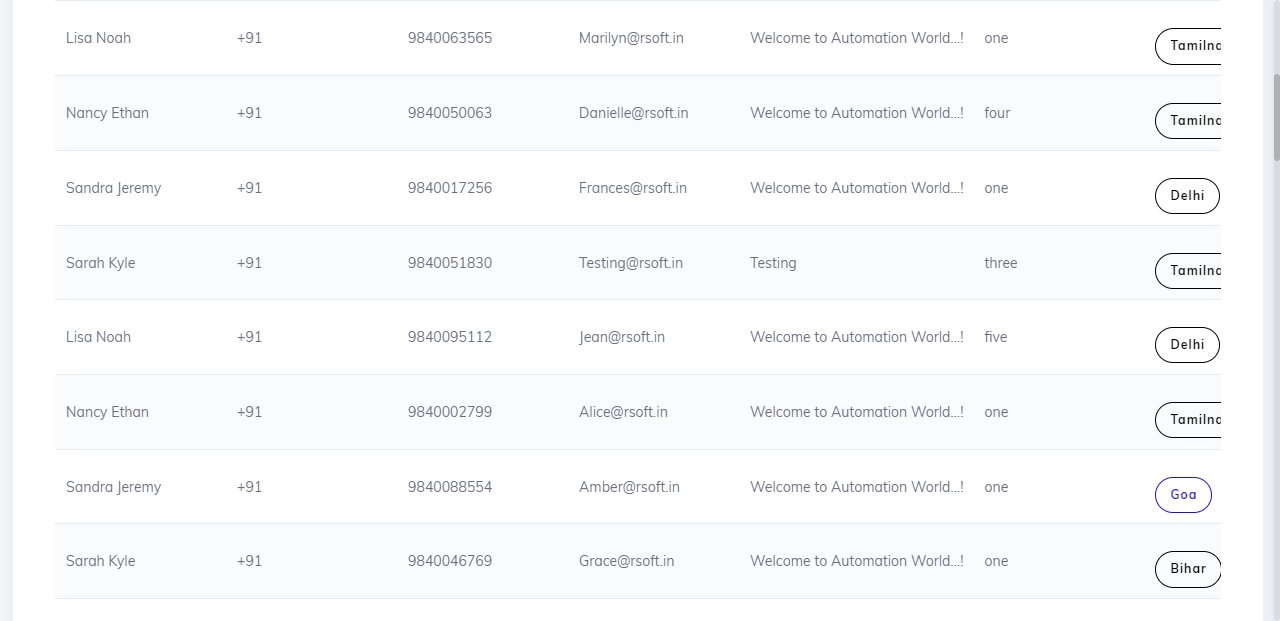 Lisa Noah +91 9840063565 Marilyn@rsoft.in Welcome to Automation World...! one Tamilna
Nancy Ethan +91 9840050063 Danielle@rsoft.in Welcome to Automation World...! four Tamilna
Sandra Jeremy +91 9840017256 Frances@rsoft.in Welcome to Automation World...! one Delhi
Sarah Kyle +91 9840051830 Testing@rsoft.in Testing three Tamilna
Lisa Noah +91 9840095112 Jean@rsoft.in Welcome to Automation World...! five Delhi
Nancy Ethan +91 9840002799 Alice@rsoft.in Welcome to Automation World...! one Tamilna
Sandra Jeremy +91 9840088554 Amber@rsoft.in Welcome to Automation World...! one Goa
Sarah Kyle +91 9840046769 Grace@rsoft.in Welcome to Automation World...! one Bihar